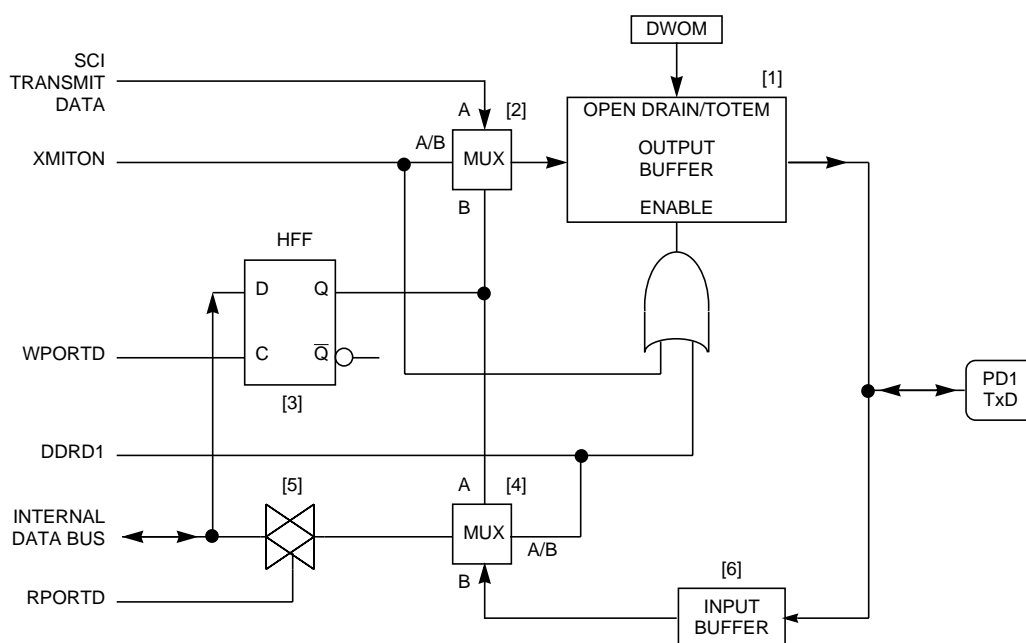 DWOM
SCI
TRANSMIT
DATA
[1]
A
[2]
OPEN DRAIN/TOTEM
XMITON
A/B
MUX
OUTPUT
BUFFER
B
ENABLE
HFF
D
Q
WPORTD
C
Q
[3]
PD1
TxD
DDRD1
[5]
A
[4]
INTERNAL
DATA BUS
MUX
A/B
B
[6]
RPORTD
INPUT
BUFFER